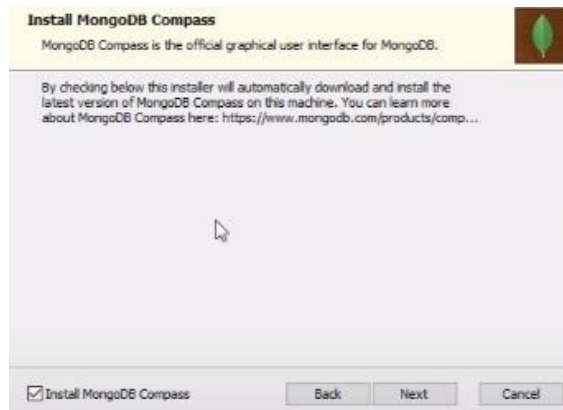 Install MongoDB Compass
MongoDB Compass is the official graphical user interface for MongoDB.
By checking below this installer will automatically download and install the
latest version of MongoDB Compass on this machine. You can learn more
about MongoDB Compass here: https://www.mongodb.com/products/comp...
Install MongoDB Compass
Back
Next
Cancel